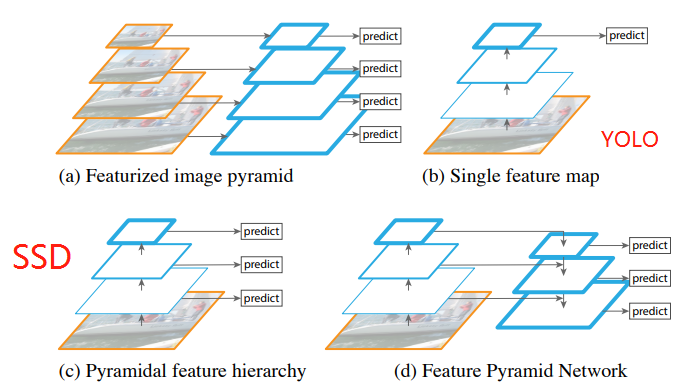 predict
predict
predict
predict
(a) Featurized image pyramid
predict
YOLO
(b) Single feature map
SSD
predict
predict
predict
(c) Pyramidal feature hierarchy
predict
predict
predict
(d) Feature Pyramid Network